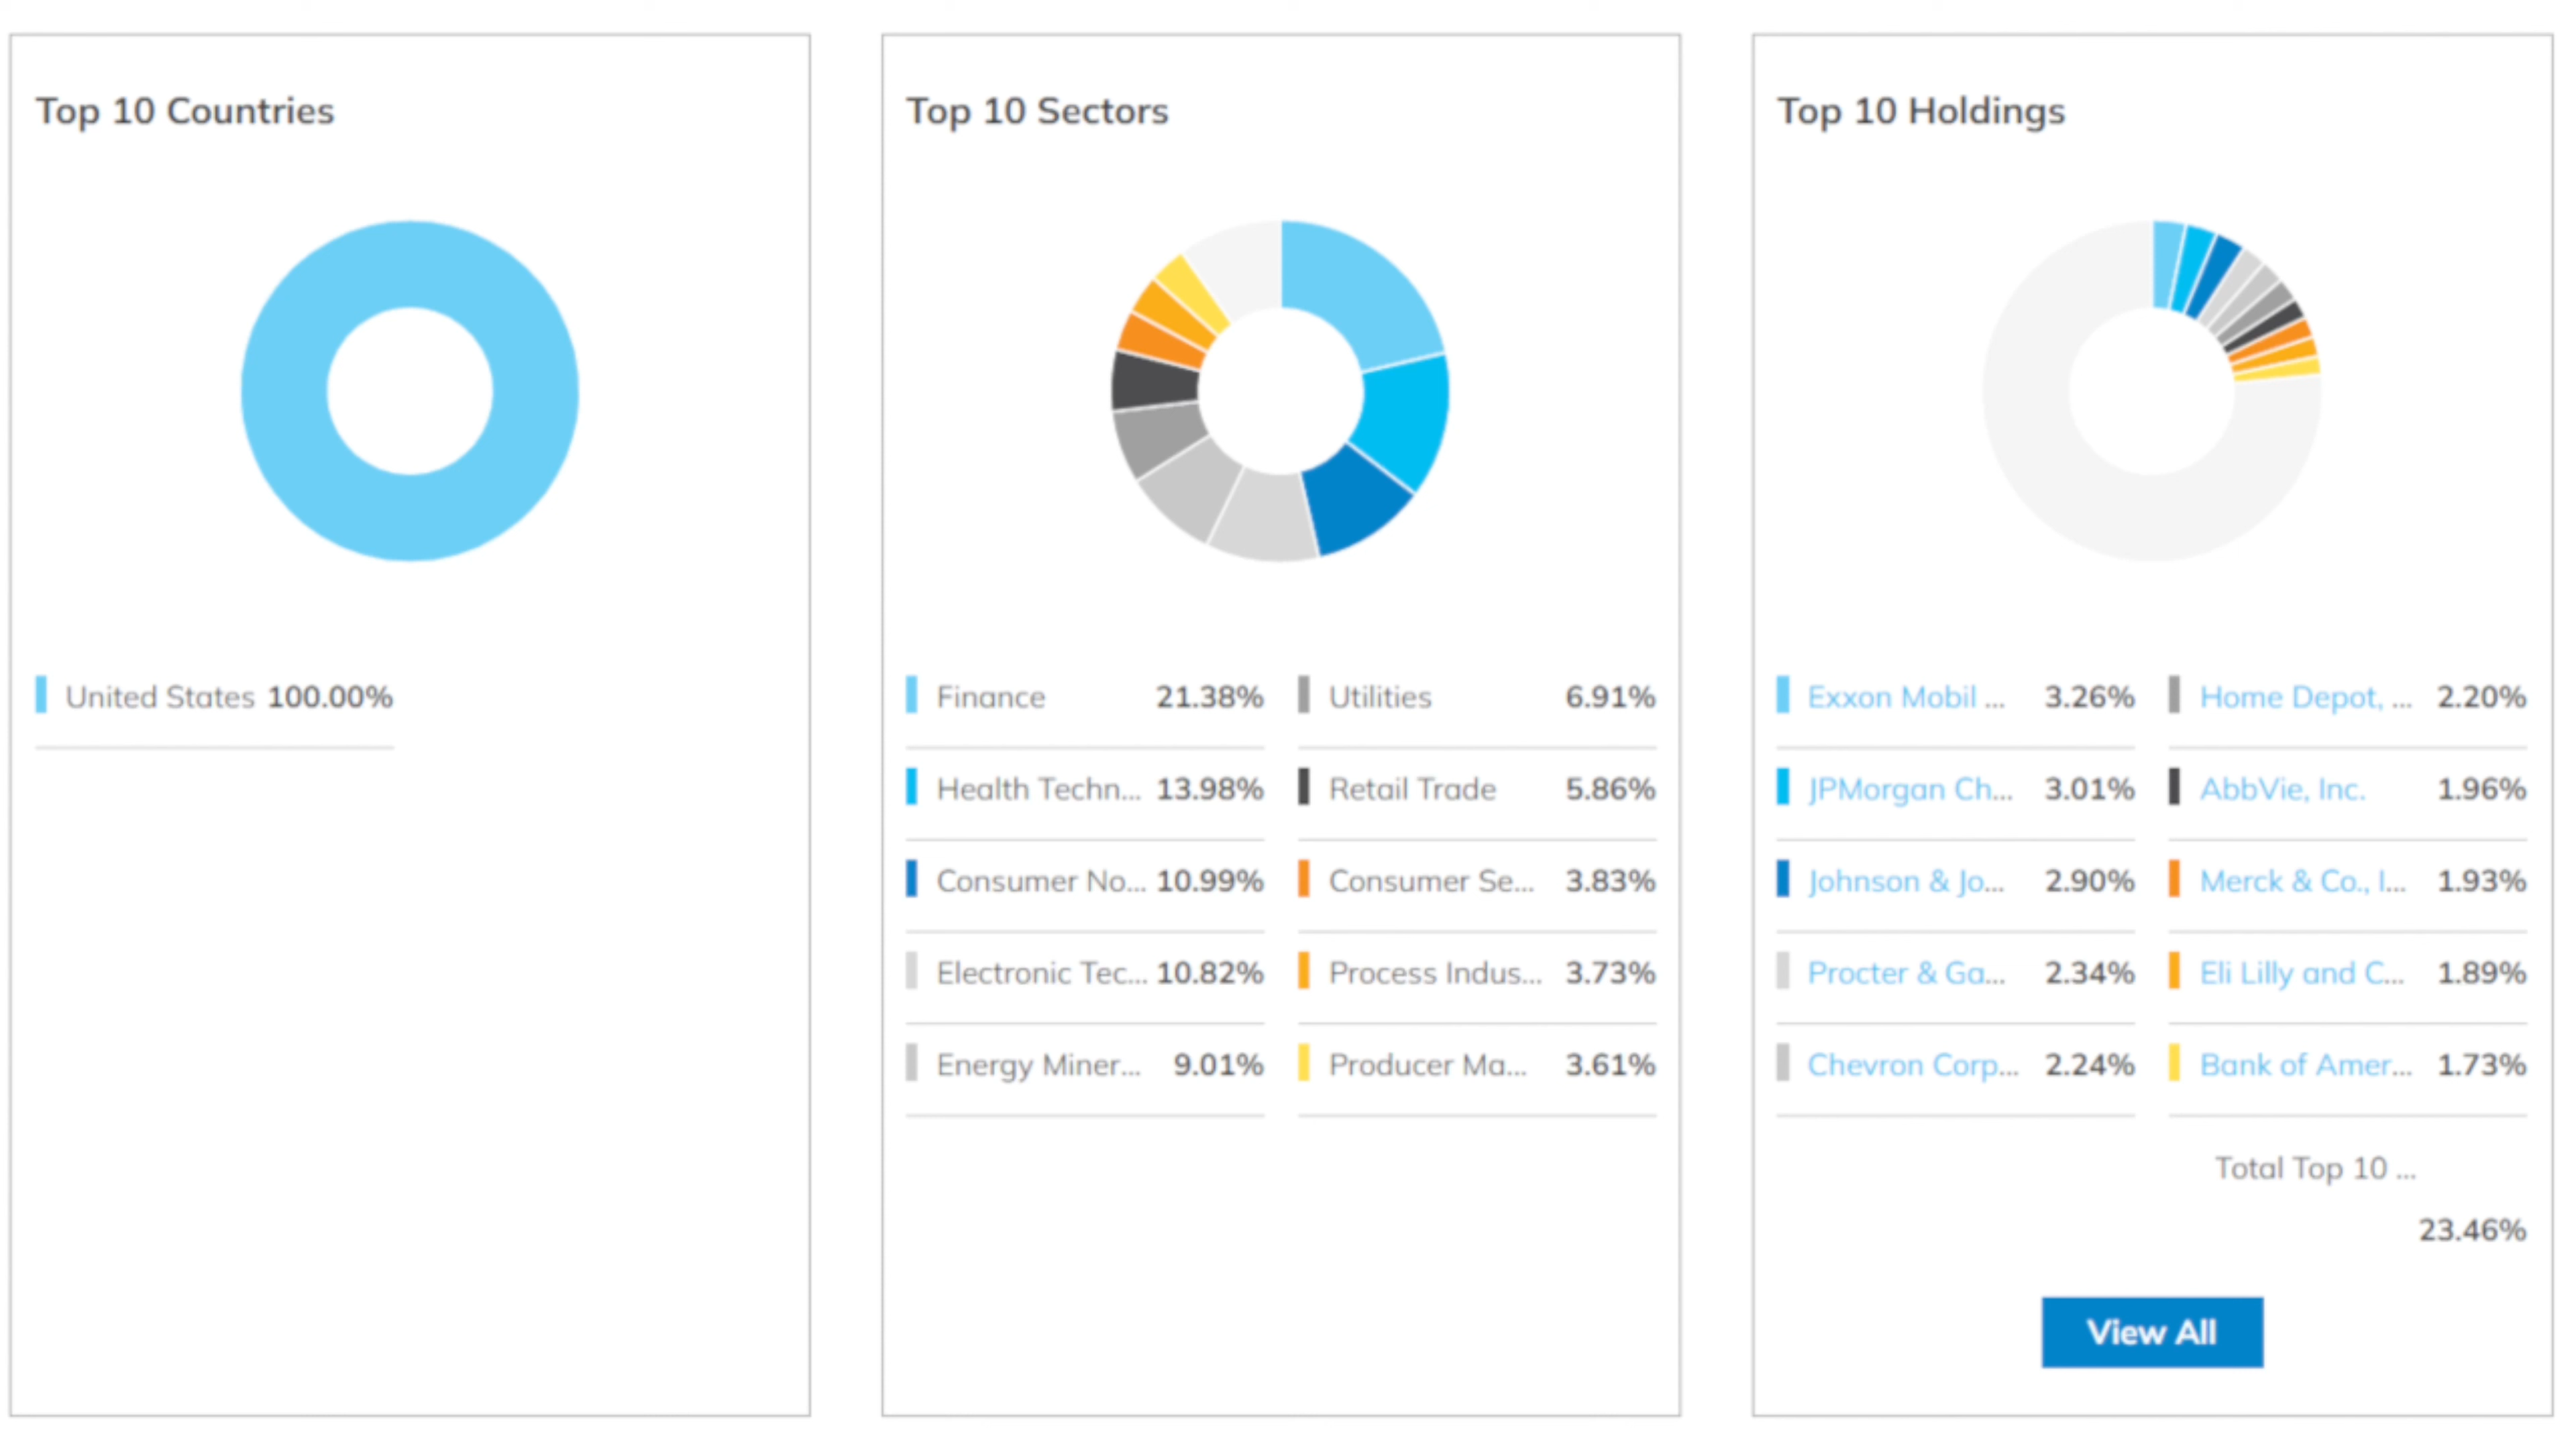 Top 10 Countries
United States 100.00%
Top 10 Sectors
Finance 21.38%
Health Techn... 13.98%
Consumer No... 10.99%
Electronic Tec... 10.82%
Energy Miner... 9.01%
Utilities 6.91%
Retail Trade 5.86%
Consumer Se... 3.83%
Process Indus... 3.73%
Producer Ma... 3.61%
Top 10 Holdings
Exxon Mobil ... 3.26%
JPMorgan Ch... 3.01%
Johnson & Jo... 2.90%
Procter & Ga... 2.34%
Chevron Corp... 2.24%
Home Depot, ... 2.20%
AbbVie, Inc. 1.96%
Merck & Co., I... 1.93%
Eli Lilly and C... 1.89%
Bank of Amer... 1.73%
Total Top 10 ...
23.46%
View All